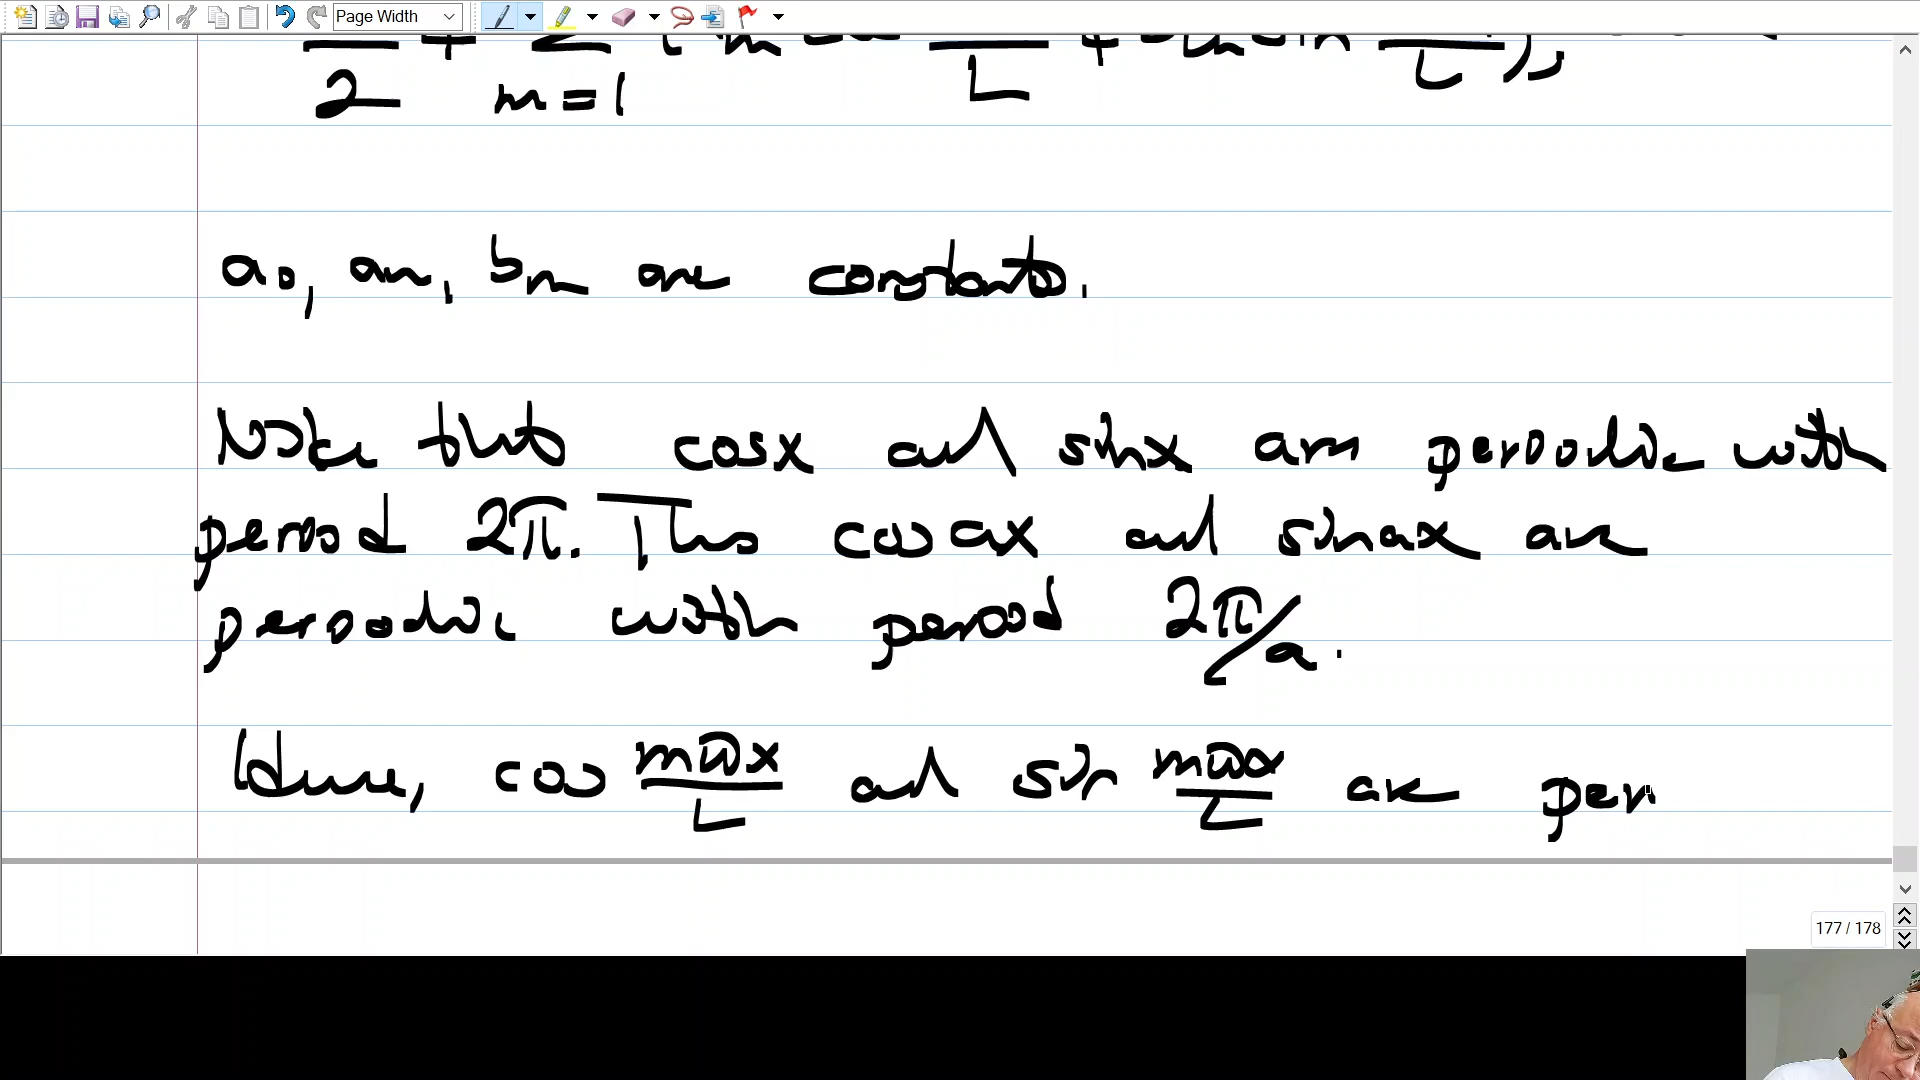 Page Width
2 m=1 L L ),
a₀, aₘ, bₘ are constants.
Note that cosx and sinx are periodic with
period 2π. Thus cos ax and sin ax are
periodic with period 2π/a.
Hence, cos mπx/L and sin mπx/L are per
177 / 178